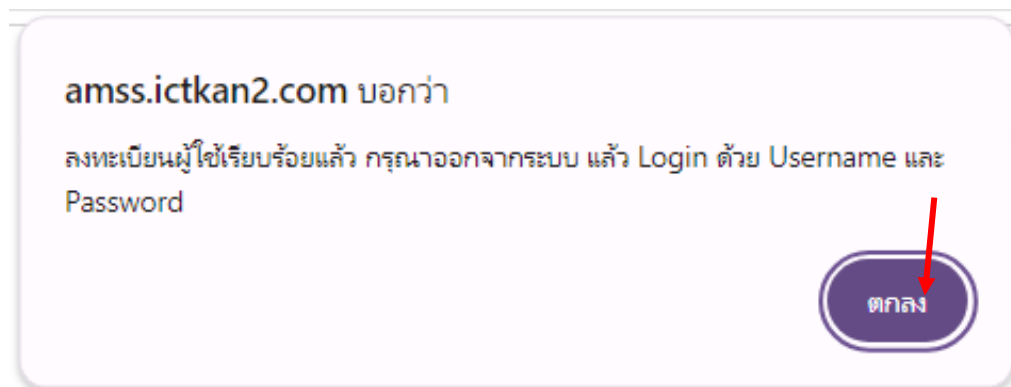 amss.ictkan2.com บอกว่า
ลงทะเบียนผู้ใช้เรียบร้อยแล้ว กรุณาออกจากระบบ แล้ว Login ด้วย Username และ
Password
ตกลง